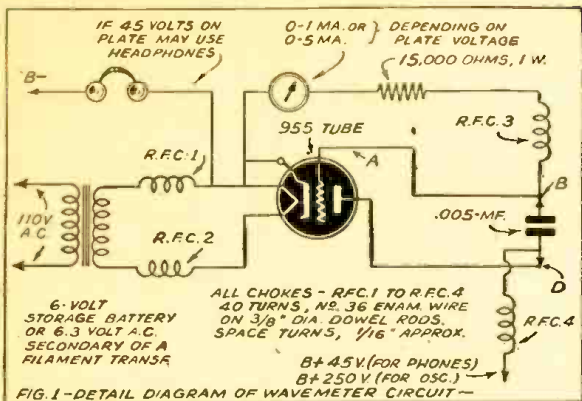 IF 45 VOLTS ON
PLATE MAY USE
HEADPHONES
0-1 MA. OR
0-5 MA.
DEPENDING ON
PLATE VOLTAGE
15,000 OHMS, 1 W.
B-
955 TUBE
A
R.F.C.3
R.F.C.1
B
110V
A.C.
.005-MF.
R.F.C.2
D
6-VOLT
STORAGE BATTERY
OR 6.3 VOLT A.C.
SECONDARY OF A
FILAMENT TRANSF.
ALL CHOKES - RFC.1 TO R.F.C.4
40 TURNS, No. 36 ENAM. WIRE
ON 3/8" DIA. DOWEL RODS.
SPACE TURNS, 1/16" APPROX.
R.F.C.4
B+ 45 V. (FOR PHONES)
B+ 250 V. (FOR OSC.)
FIG. 1-DETAIL DIAGRAM OF WAVEMETER CIRCUIT-